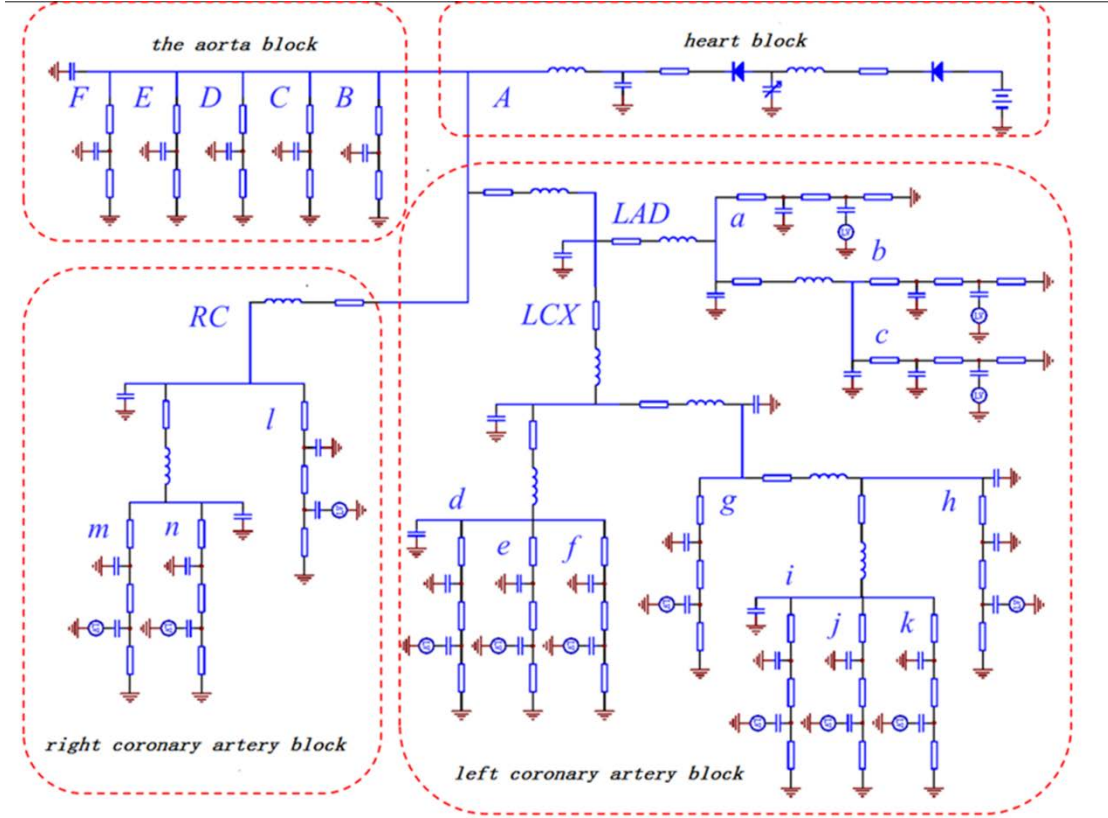 the aorta block
heart block
F
E
D
C
B
A
LAD
a
b
LCX
c
RC
l
d
e
f
g
h
m
n
i
j
k
right coronary artery block
left coronary artery block